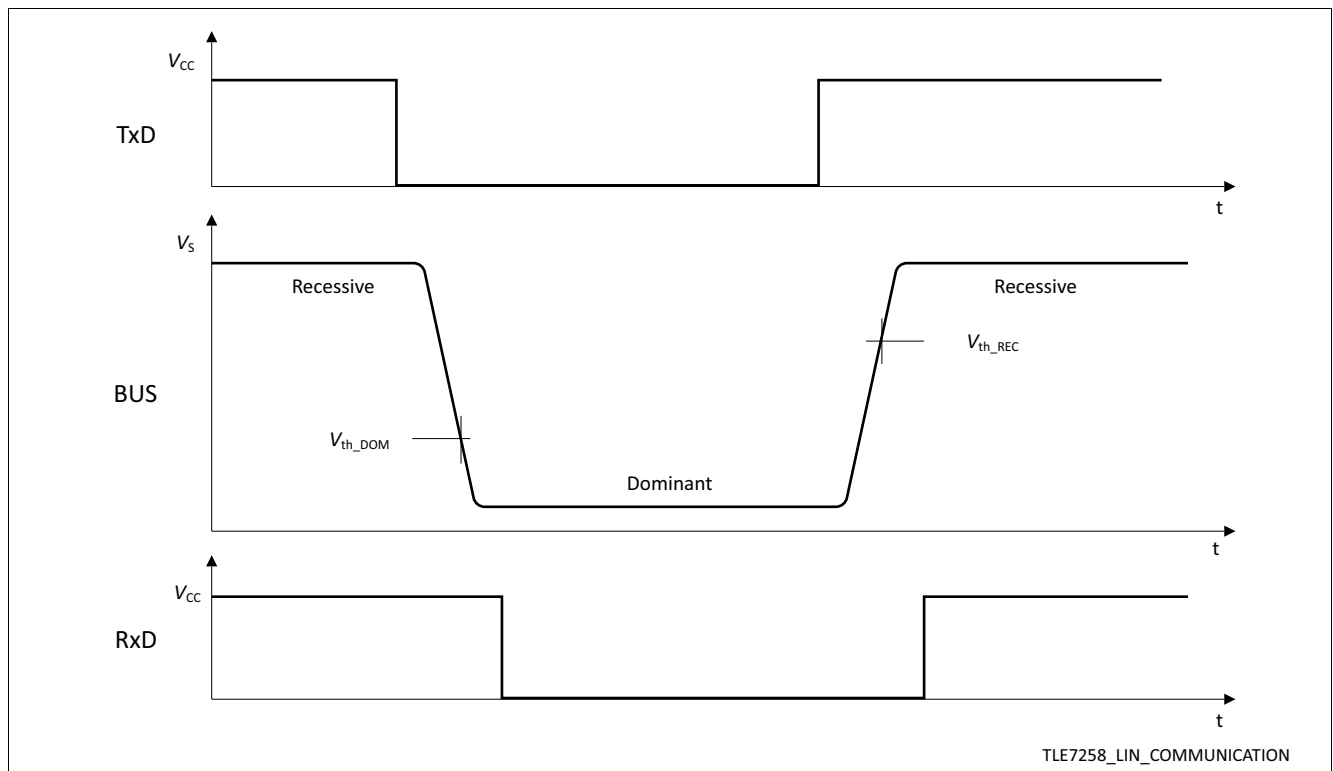 VCC
TxD
t
VS
Recessive
Recessive
Vth_REC
BUS
Vth_DOM
Dominant
t
VCC
RxD
t
TLE7258_LIN_COMMUNICATION